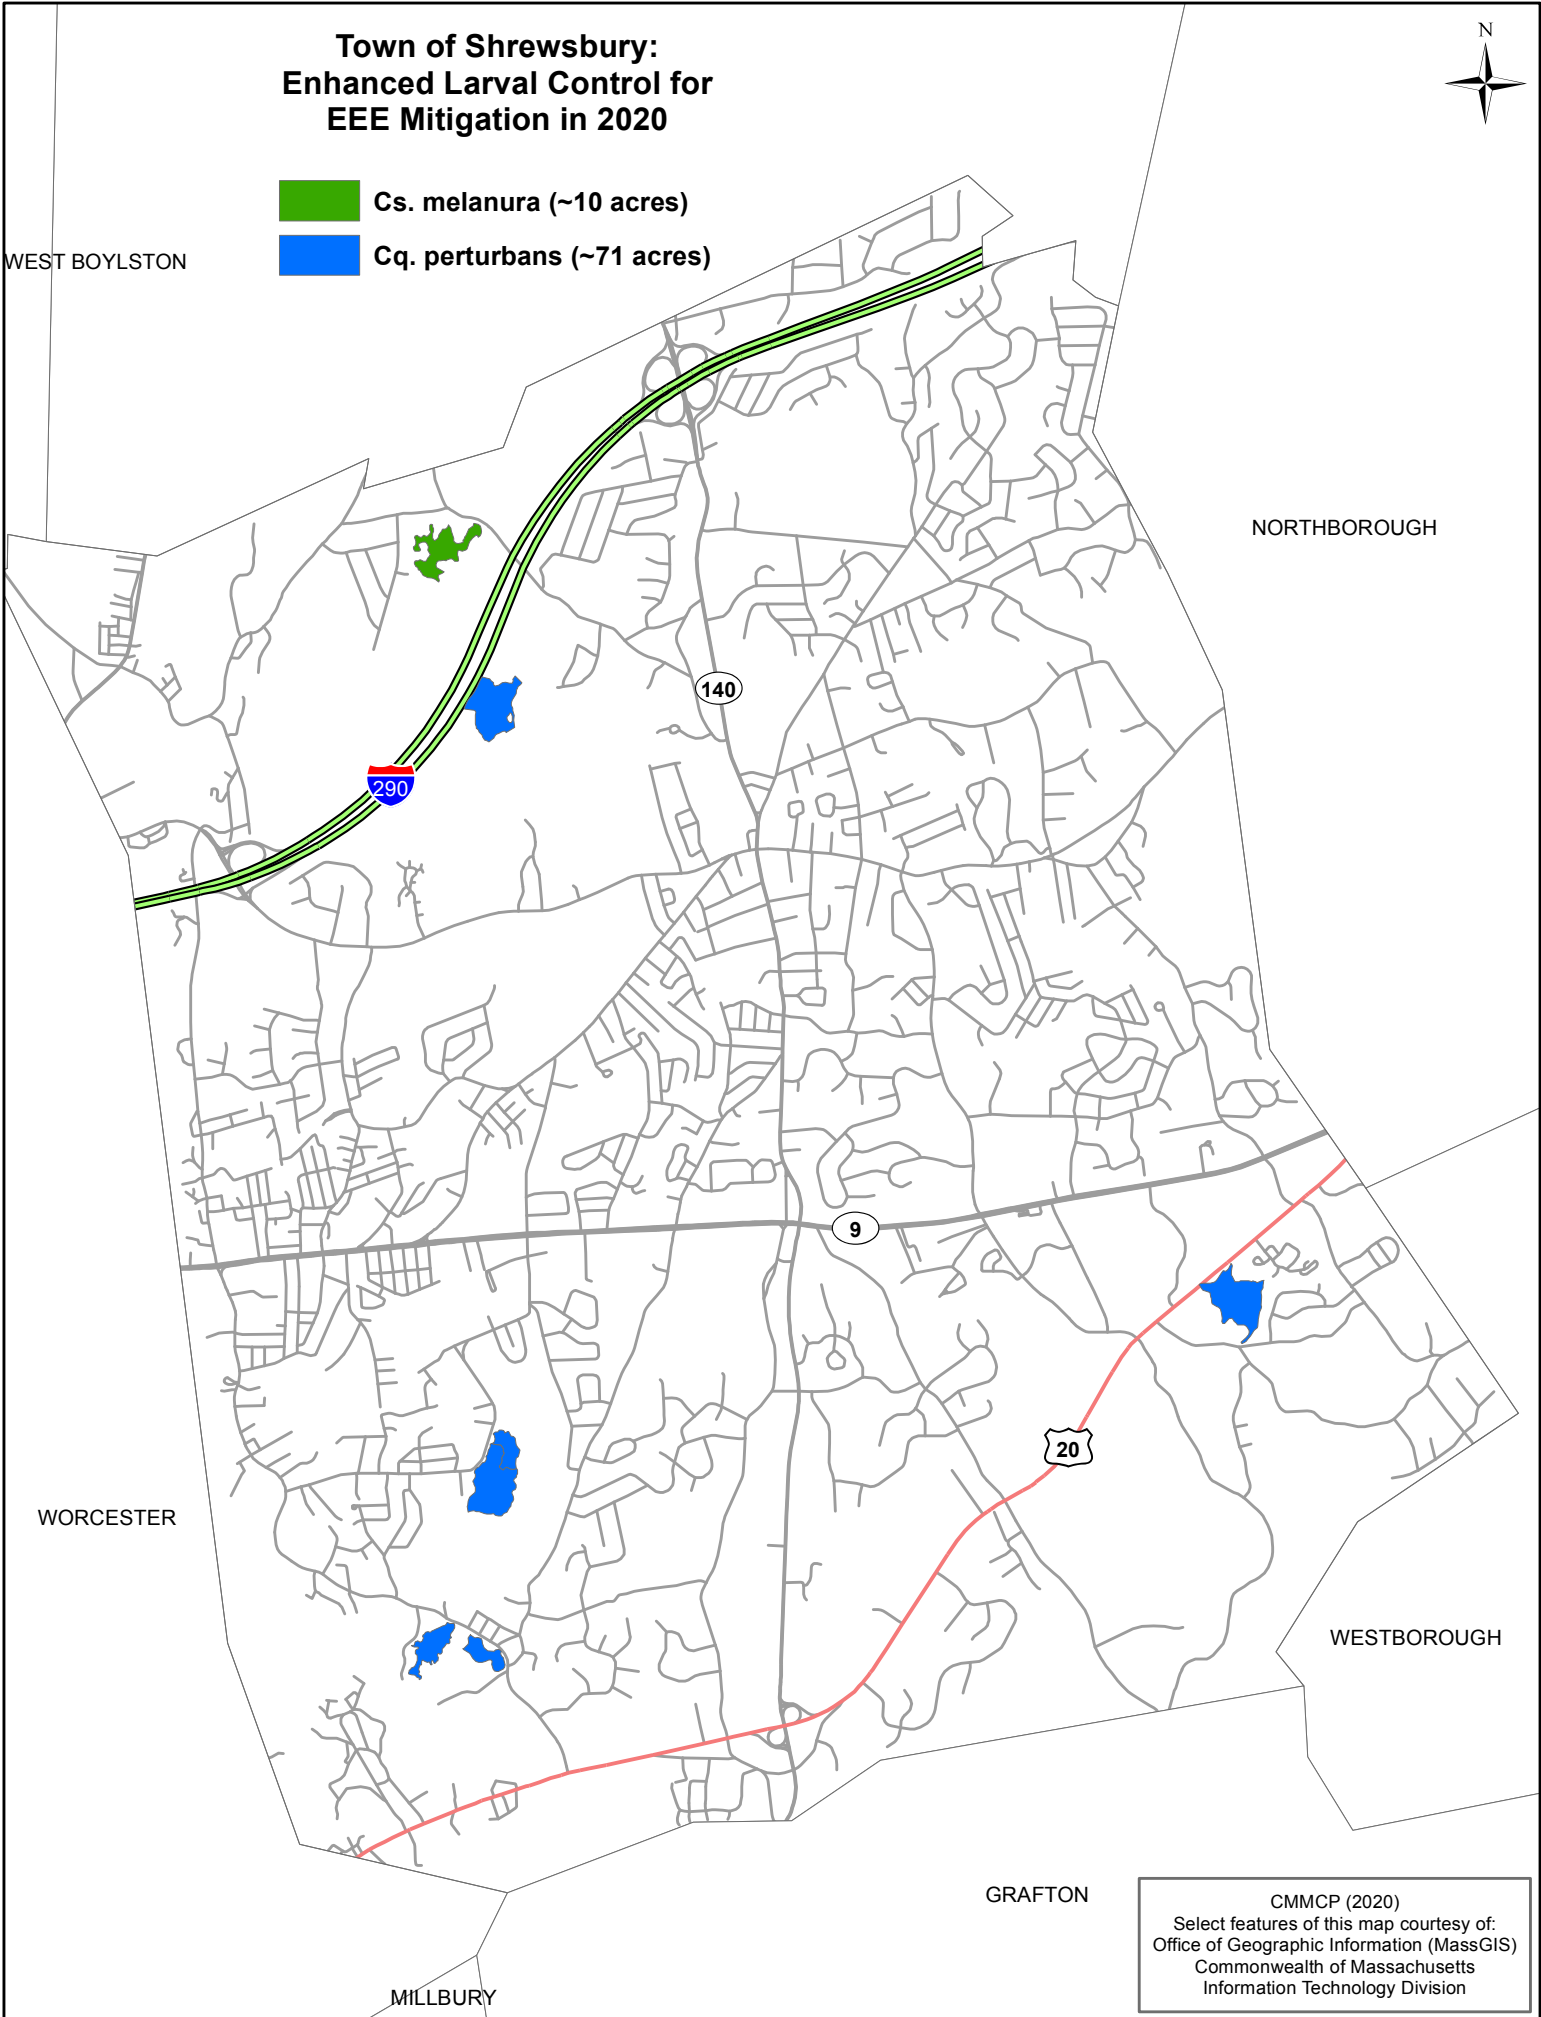 Town of Shrewsbury:
Enhanced Larval Control for
EEE Mitigation in 2020
N
Cs. melanura (~10 acres)
Cq. perturbans (~71 acres)
WEST BOYLSTON
NORTHBOROUGH
140
290
9
20
WORCESTER
WESTBOROUGH
GRAFTON
MILLBURY
CMMCP (2020)
Select features of this map courtesy of:
Office of Geographic Information (MassGIS)
Commonwealth of Massachusetts
Information Technology Division